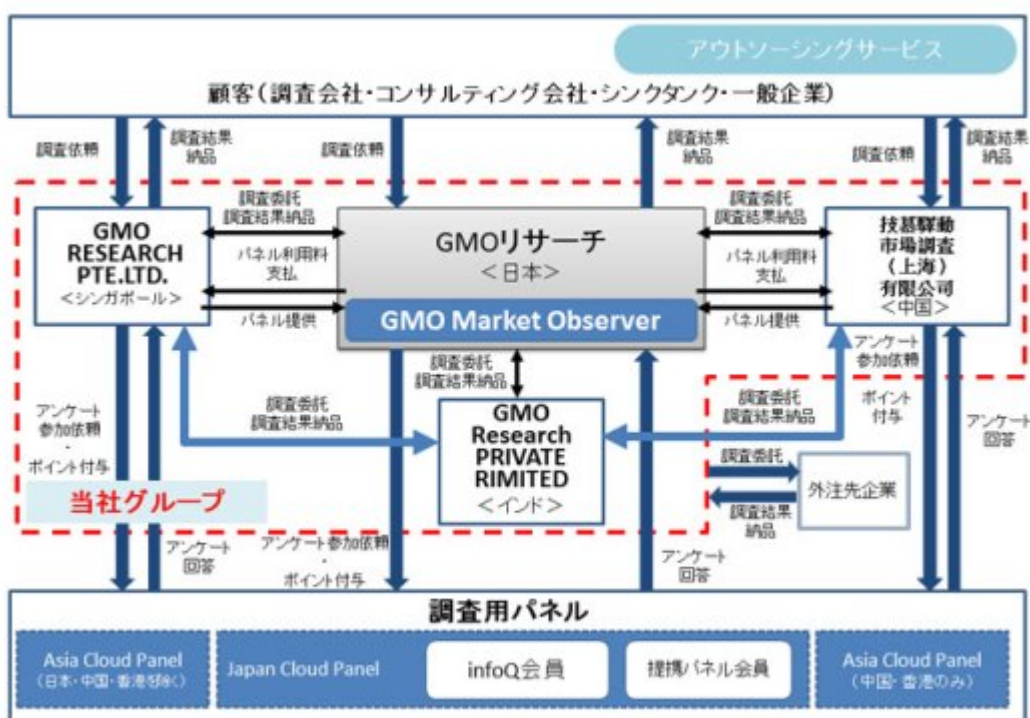 アウトソーシングサービス
顧客（調査会社・コンサルティング会社・シンクタンク・一般企業）
調査依頼
調査結果
納品
調査依頼
調査結果
納品
調査依頼
調査結果
納品
GMO
RESEARCH
PTE.LTD.
＜シンガポール＞
調査委託
調査結果納品
パネル利用料
支払
パネル提供
GMOリサーチ
＜日本＞
GMO Market Observer
調査委託
調査結果納品
パネル利用料
支払
パネル提供
技慕驛動
市場調査
（上海）
有限公司
＜中国＞
調査委託
調査結果納品
アンケート
参加依頼
・
ポイント付与
調査委託
調査結果納品
GMO
Research
PRIVATE
RIMITED
＜インド＞
調査委託
調査結果納品
アンケート
参加依頼
ポイント
付与
アンケート
回答
調査委託
調査結果
納品
外注先企業
当社グループ
アンケート
回答
アンケート参加依頼
・
ポイント付与
アンケート
回答
調査用パネル
Asia Cloud Panel
（日本・中国・香港を除く）
Japan Cloud Panel
infoQ会員
提携パネル会員
Asia Cloud Panel
（中国・香港のみ）